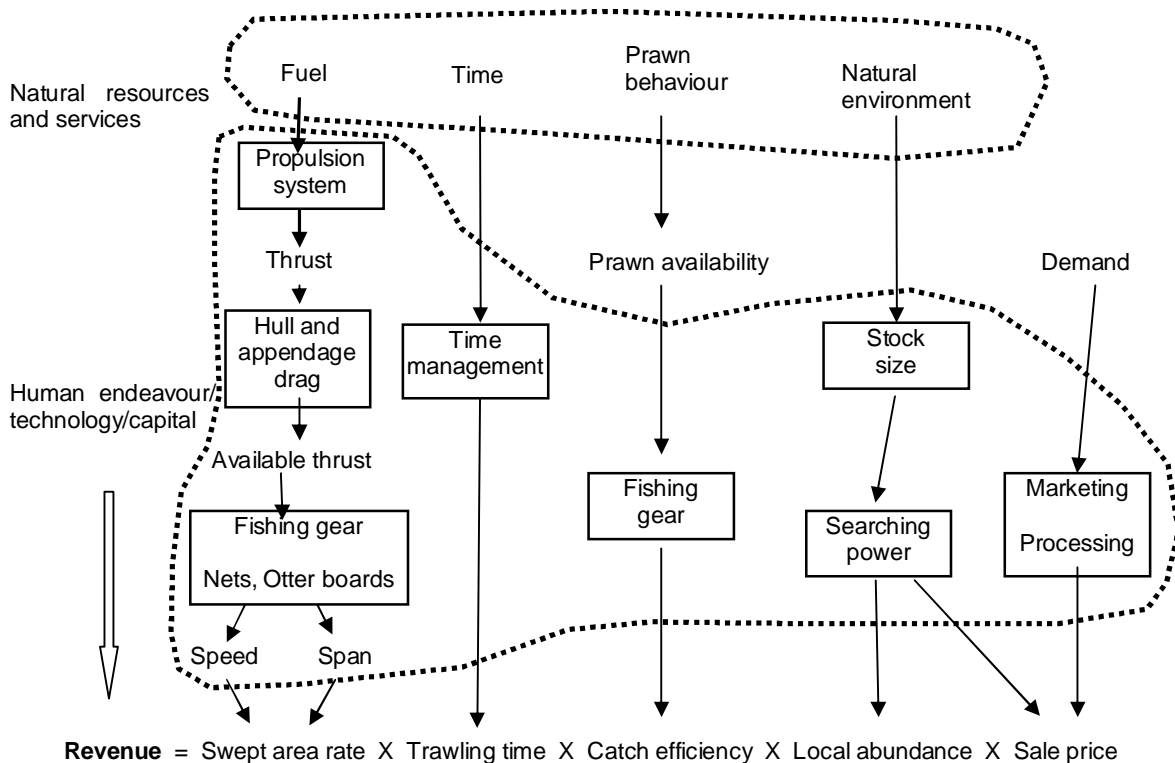 Fuel
Time
Prawn
behaviour
Natural
environment
Natural resources
and services
Propulsion
system
Thrust
Prawn availability
Demand
Hull and
appendage
drag
Time
management
Stock
size
Human endeavour/
technology/capital
Available thrust
Fishing gear
Nets, Otter boards
Fishing
gear
Searching
power
Marketing
Processing
Speed
Span
Revenue = Swept area rate X Trawling time X Catch efficiency X Local abundance X Sale price